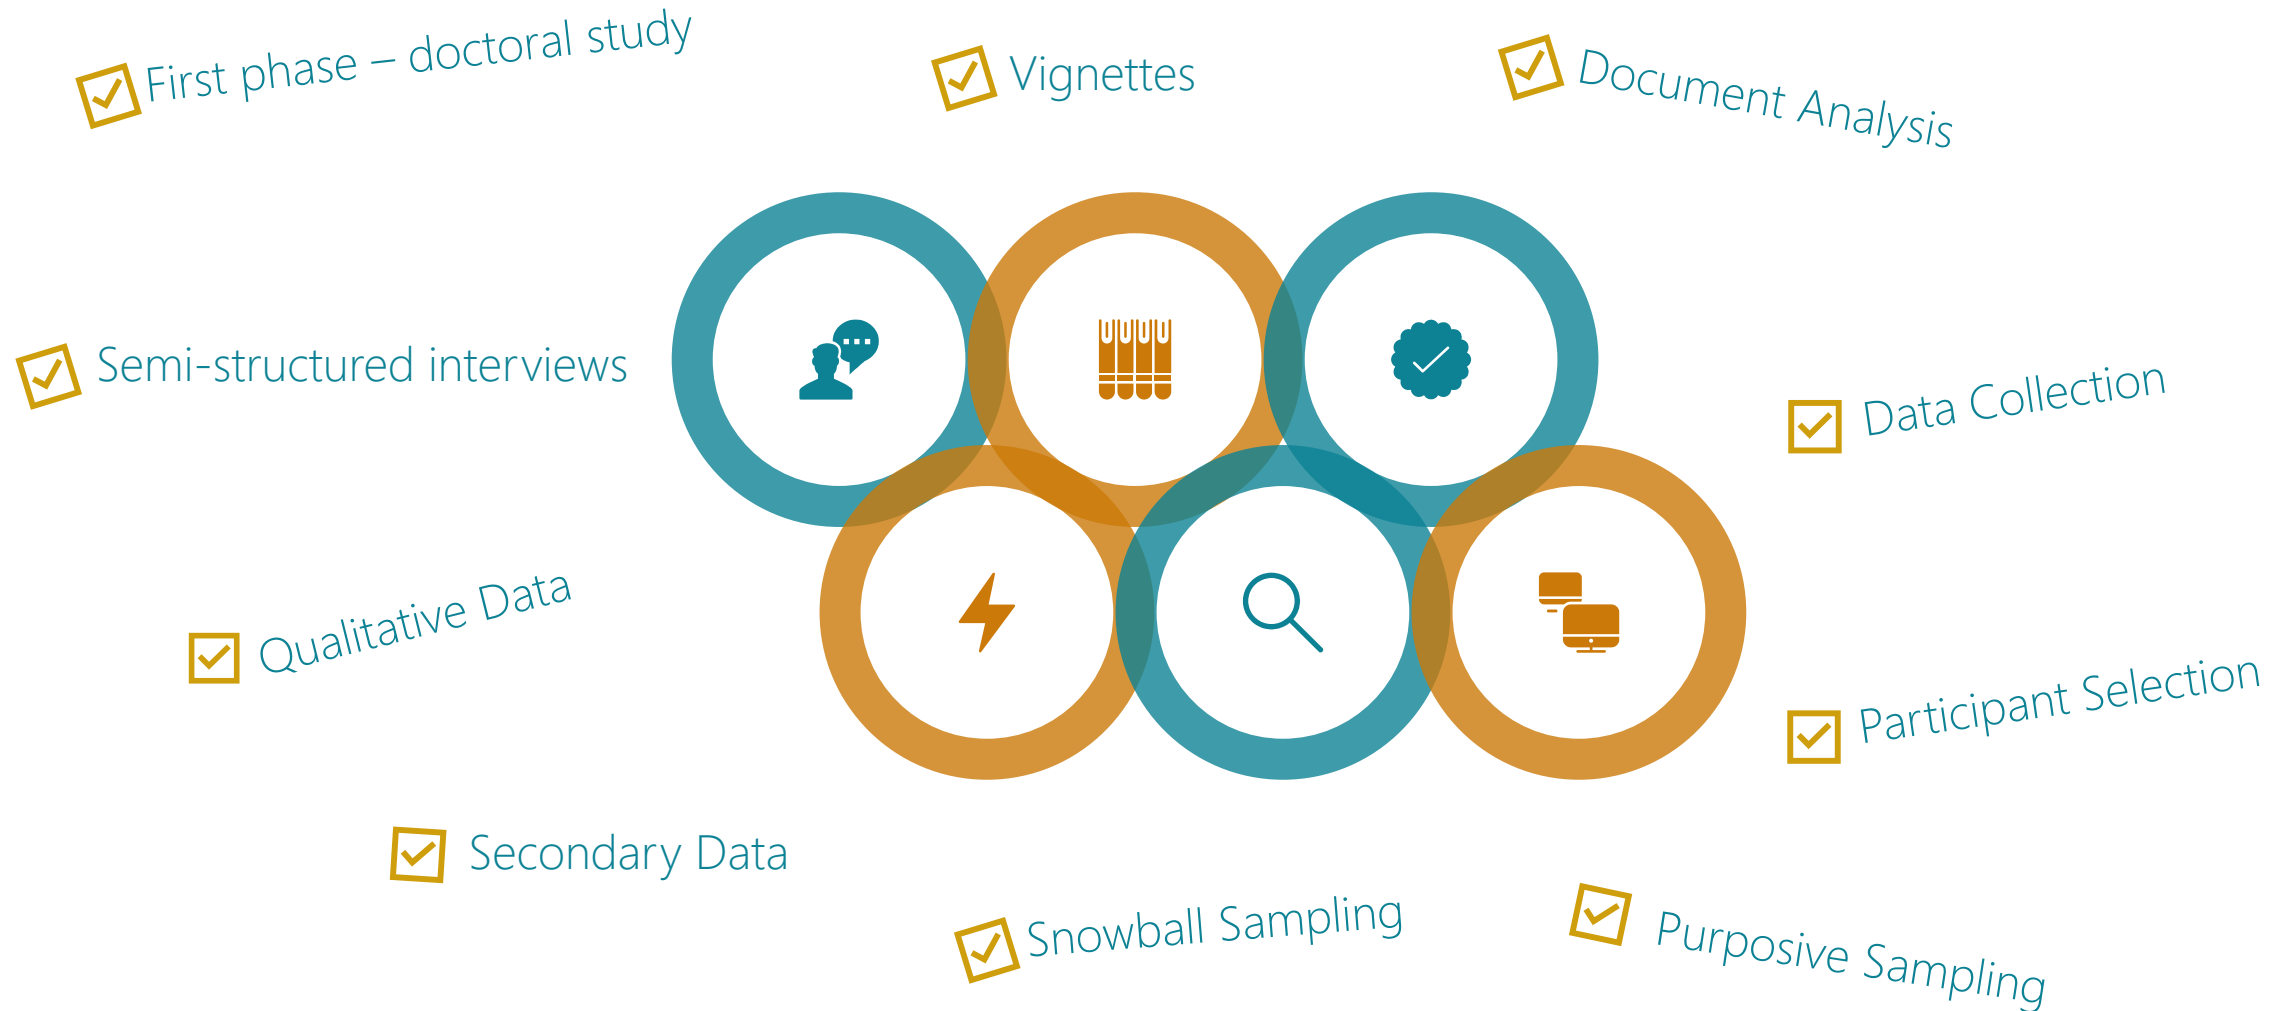 First phase – doctoral study
Vignettes
Document Analysis
Semi-structured interviews
Data Collection
Qualitative Data
Participant Selection
Secondary Data
Snowball Sampling
Purposive Sampling